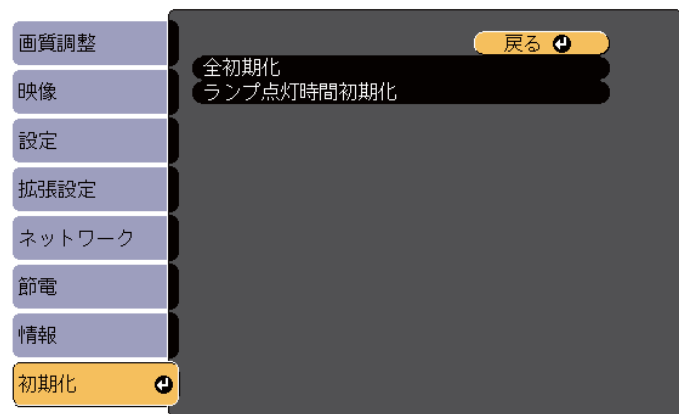 画質調整
映像
設定
拡張設定
ネットワーク
節電
情報
初期化
戻る
全初期化
ランプ点灯時間初期化